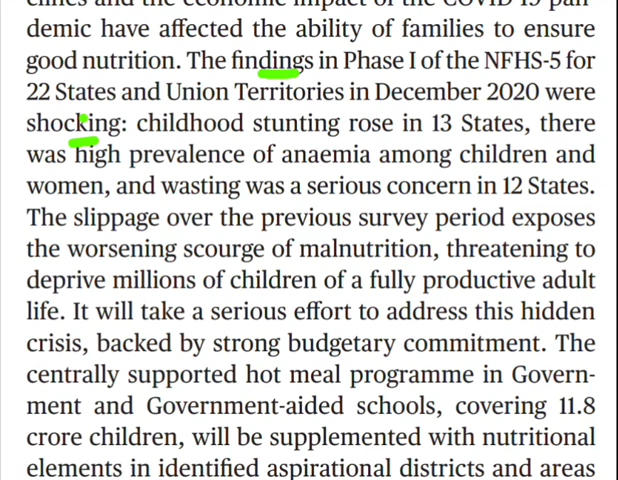 demic have affected the ability of families to ensure
good nutrition. The findings in Phase I of the NFHS-5 for
22 States and Union Territories in December 2020 were
shocking: childhood stunting rose in 13 States, there
was high prevalence of anaemia among children and
women, and wasting was a serious concern in 12 States.
The slippage over the previous survey period exposes
the worsening scourge of malnutrition, threatening to
deprive millions of children of a fully productive adult
life. It will take a serious effort to address this hidden
crisis, backed by strong budgetary commitment. The
centrally supported hot meal programme in Govern-
ment and Government-aided schools, covering 11.8
crore children, will be supplemented with nutritional
elements in identified aspirational districts and areas